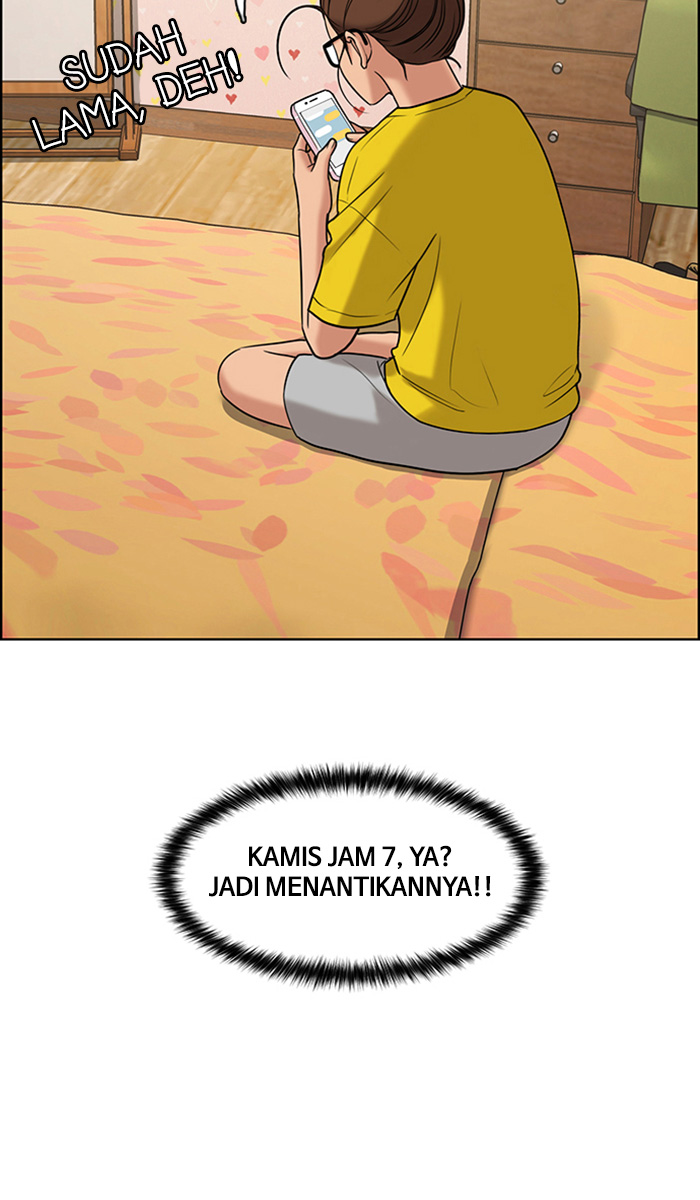 SUDAH
LAMA, DEH!
KAMIS JAM 7, YA?
JADI MENANTIKANNYA!!